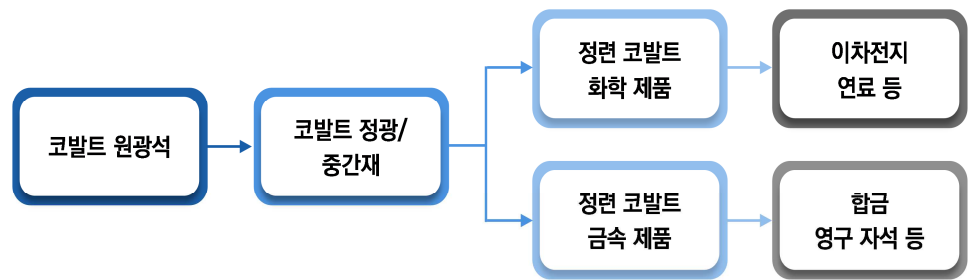 코발트 원광석
코발트 정광/
중간재
정련 코발트
화학 제품
이차전지
연료 등
정련 코발트
금속 제품
합금
영구 자석 등